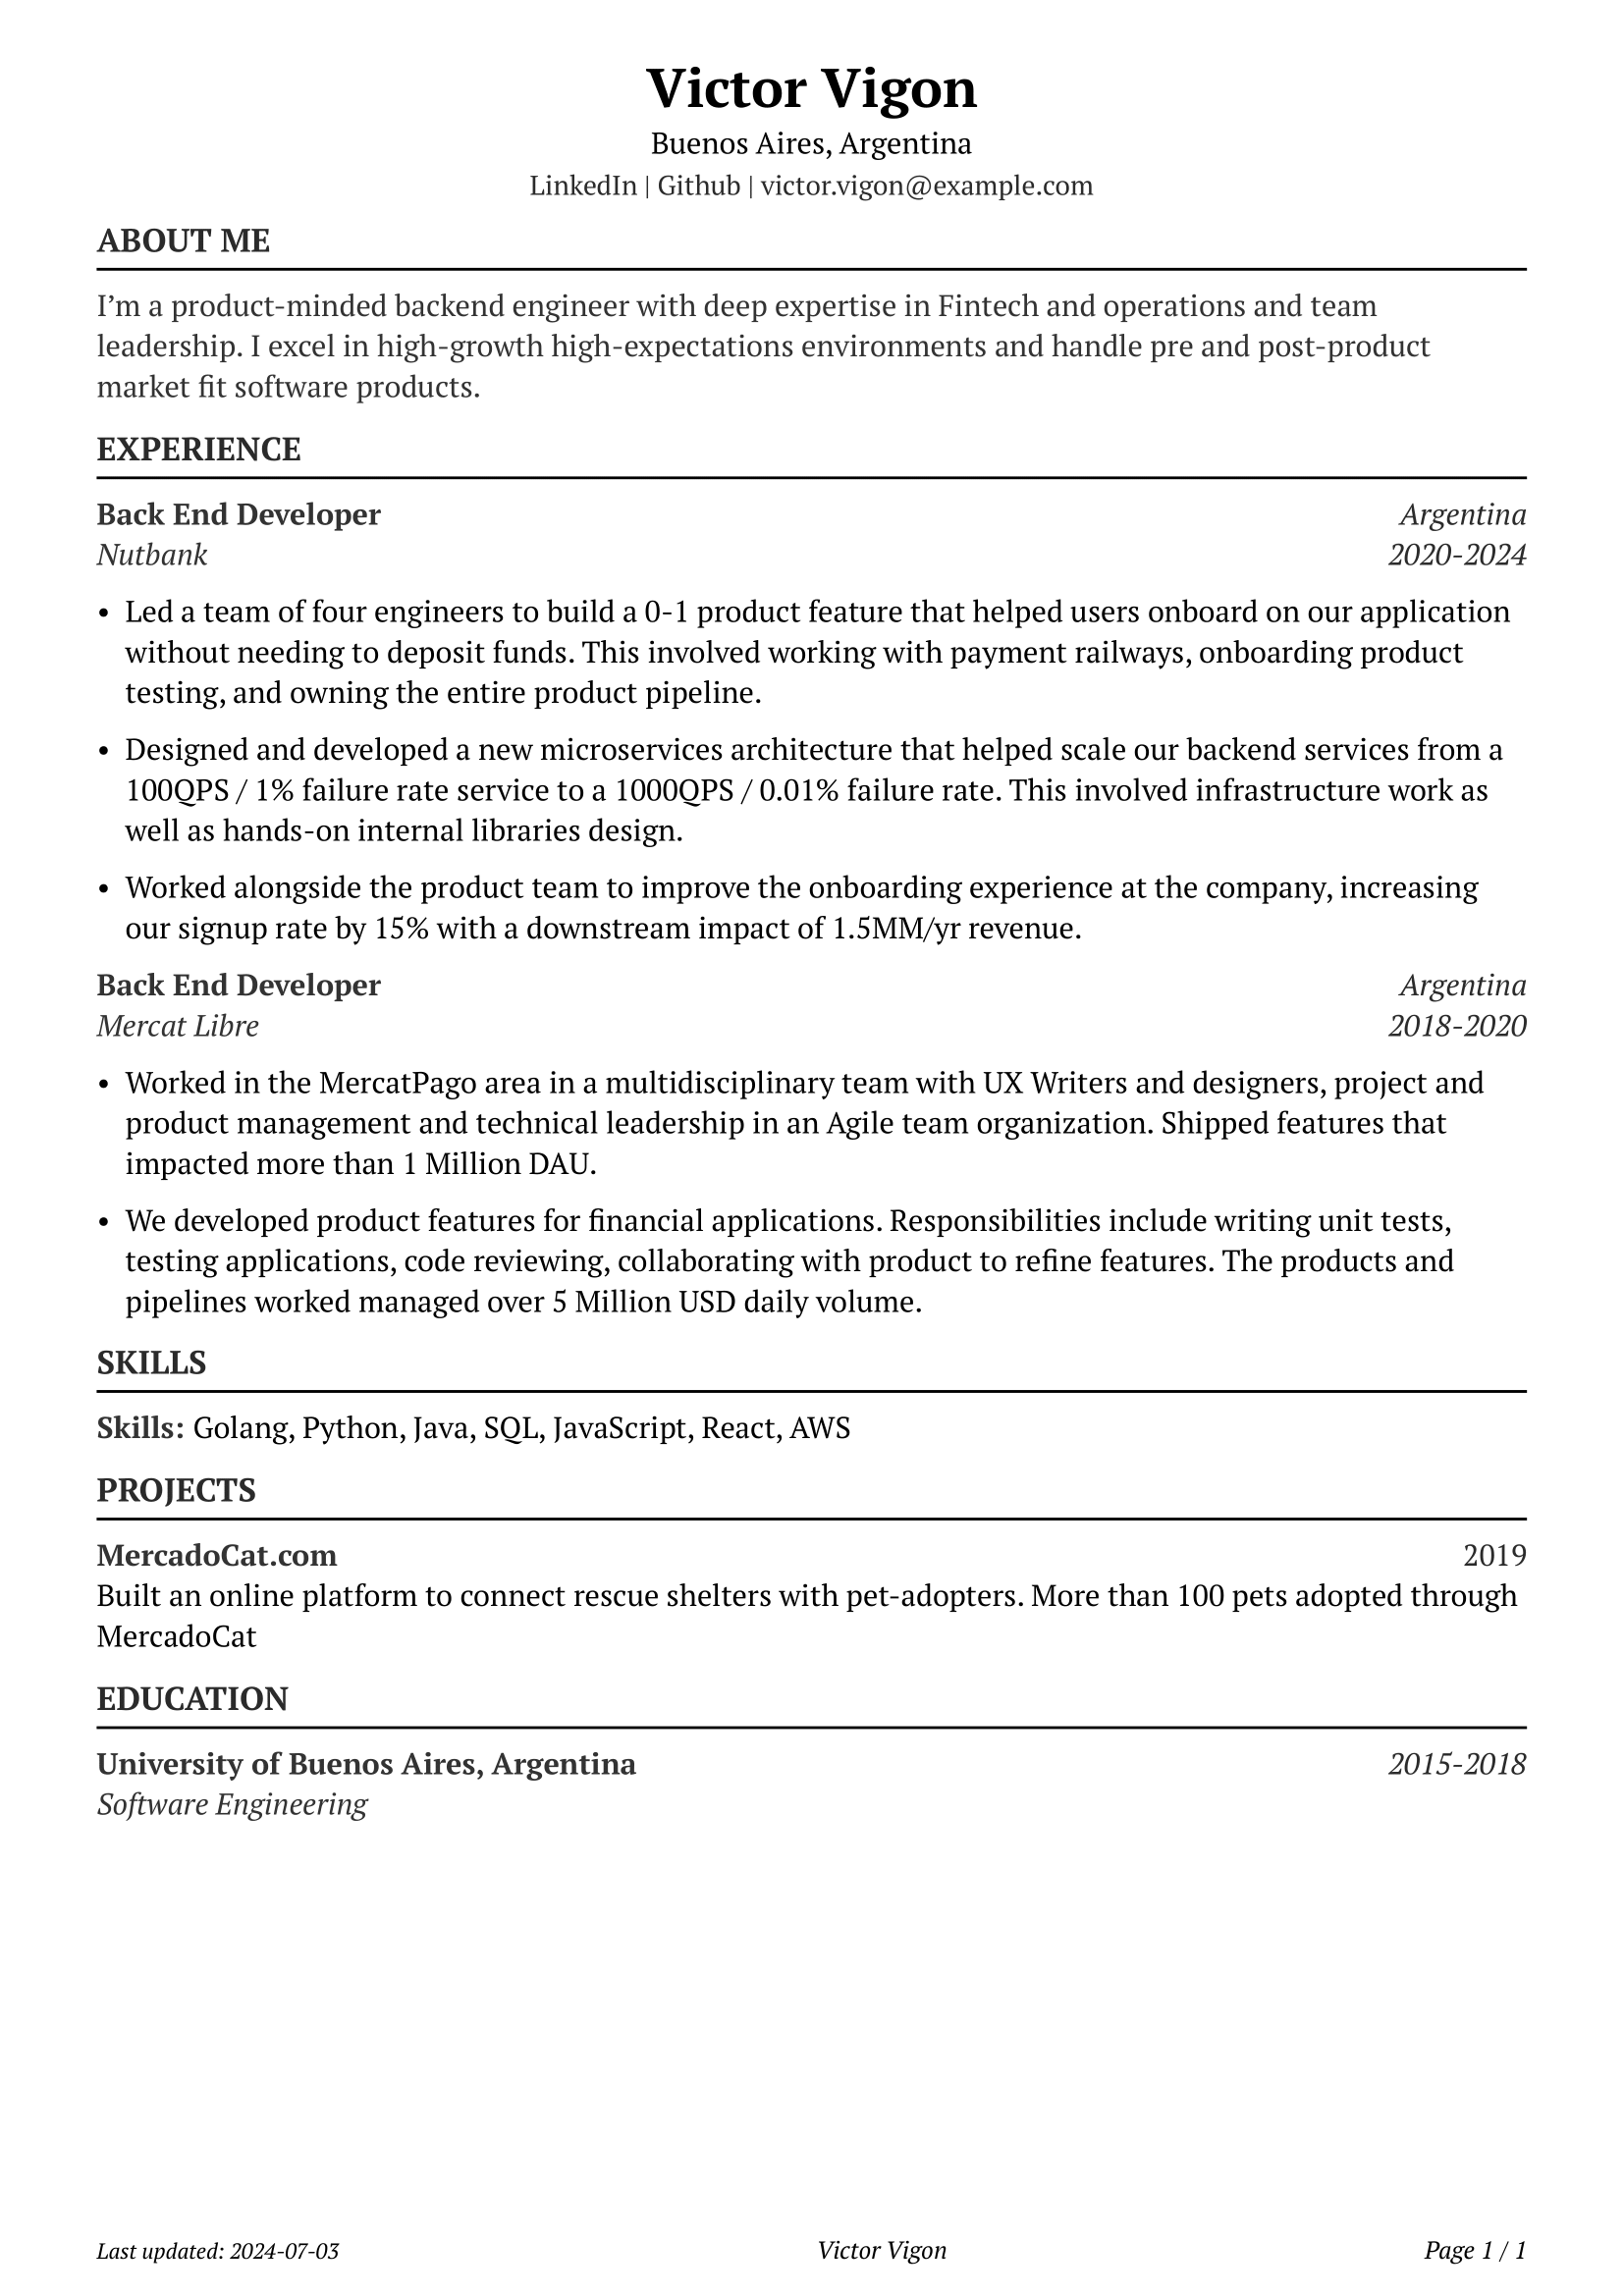 Victor Vigon
Buenos Aires, Argentina
LinkedIn | Github | victor.vigon@example.com
ABOUT ME
I’m a product-minded backend engineer with deep expertise in Fintech and operations and team
leadership. I excel in high-growth high-expectations environments and handle pre and post-product
market fit software products.
EXPERIENCE
Back End Developer Argentina
Nutbank 2020-2024
• Led a team of four engineers to build a 0-1 product feature that helped users onboard on our application
without needing to deposit funds. This involved working with payment railways, onboarding product
testing, and owning the entire product pipeline.
• Designed and developed a new microservices architecture that helped scale our backend services from a
100QPS / 1% failure rate service to a 1000QPS / 0.01% failure rate. This involved infrastructure work as
well as hands-on internal libraries design.
• Worked alongside the product team to improve the onboarding experience at the company, increasing
our signup rate by 15% with a downstream impact of 1.5MM/yr revenue.
Back End Developer Argentina
Mercat Libre 2018-2020
• Worked in the MercatPago area in a multidisciplinary team with UX Writers and designers, project and
product management and technical leadership in an Agile team organization. Shipped features that
impacted more than 1 Million DAU.
• We developed product features for financial applications. Responsibilities include writing unit tests,
testing applications, code reviewing, collaborating with product to refine features. The products and
pipelines worked managed over 5 Million USD daily volume.
SKILLS
Skills: Golang, Python, Java, SQL, JavaScript, React, AWS
PROJECTS
MercadoCat.com 2019
Built an online platform to connect rescue shelters with pet-adopters. More than 100 pets adopted through
MercadoCat
EDUCATION
University of Buenos Aires, Argentina 2015-2018
Software Engineering
Last updated: 2024-07-03 Victor Vigon Page 1 / 1